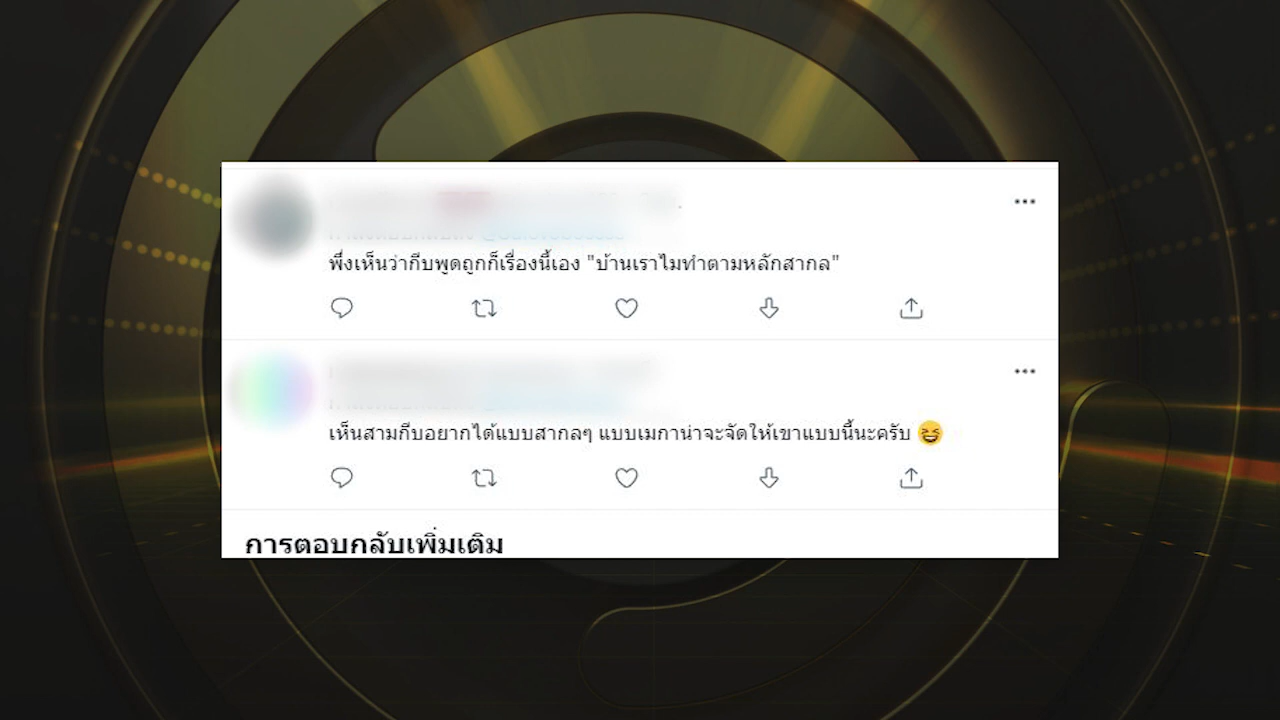 พึ่งเห็นว่ากีบพูดถูกก็เรื่องนี้เอง "บ้านเราไมทำตามหลักสากล"
เห็นสามกีบอยากได้แบบสากลๆ แบบเมกาน่าจะจัดให้เขาแบบนี้นะครับ 😆
การตอบกลับเพิ่มเติม